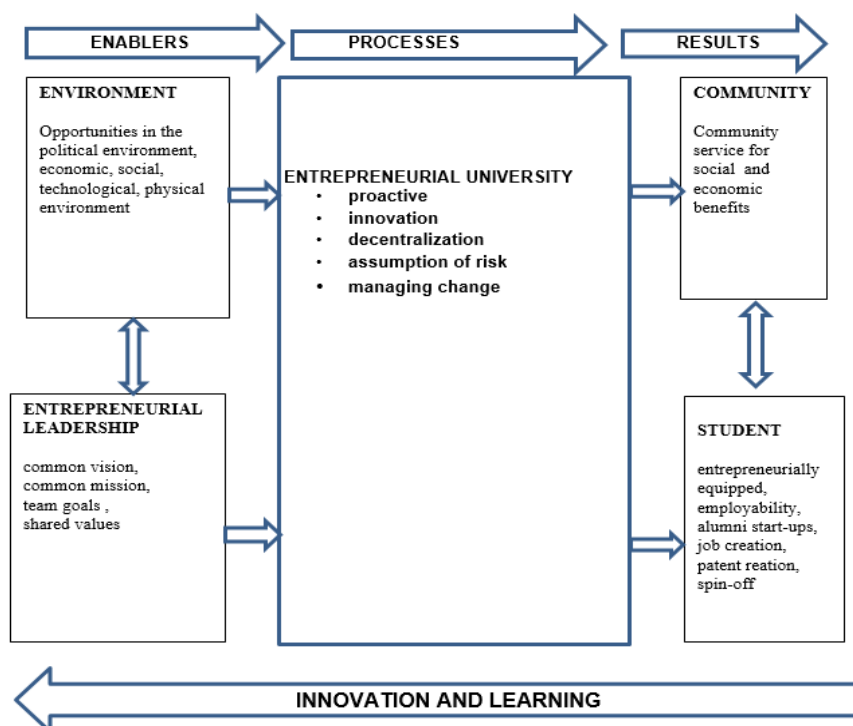 ENABLERS
PROCESSES
RESULTS
ENVIRONMENT
Opportunities in the
political environment,
economic, social,
technological, physical
environment
ENTREPRENEURIAL
LEADERSHIP
common vision,
common mission,
team goals ,
shared values
ENTREPRENEURIAL UNIVERSITY
• proactive
• innovation
• decentralization
• assumption of risk
• managing change
COMMUNITY
Community
service for
social and
economic
benefits
STUDENT
entrepreneurially
equipped,
employability,
alumni start-ups,
job creation,
patent reation,
spin-off
INNOVATION AND LEARNING